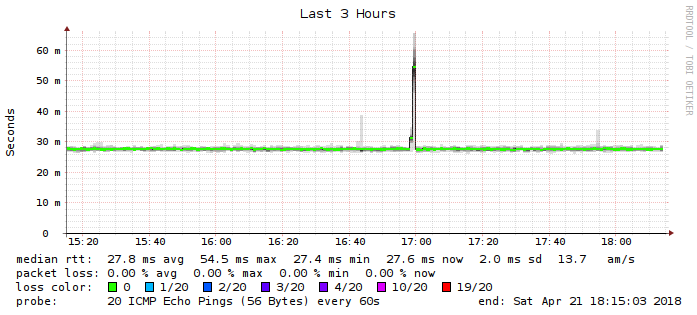 Last 3 Hours
RRDTOOL / TOBI OETIKER
Seconds
60 m
50 m
40 m
30 m
20 m
10 m
0
15:20 15:40 16:00 16:20 16:40 17:00 17:20 17:40 18:00
median rtt: 27.8 ms avg 54.5 ms max 27.4 ms min 27.6 ms now 2.0 ms sd 13.7 am/s
packet loss: 0.00 % avg 0.00 % max 0.00 % min 0.00 % now
loss color: 0 1/20 2/20 3/20 4/20 10/20 19/20
probe: 20 ICMP Echo Pings (56 Bytes) every 60s end: Sat Apr 21 18:15:03 2018